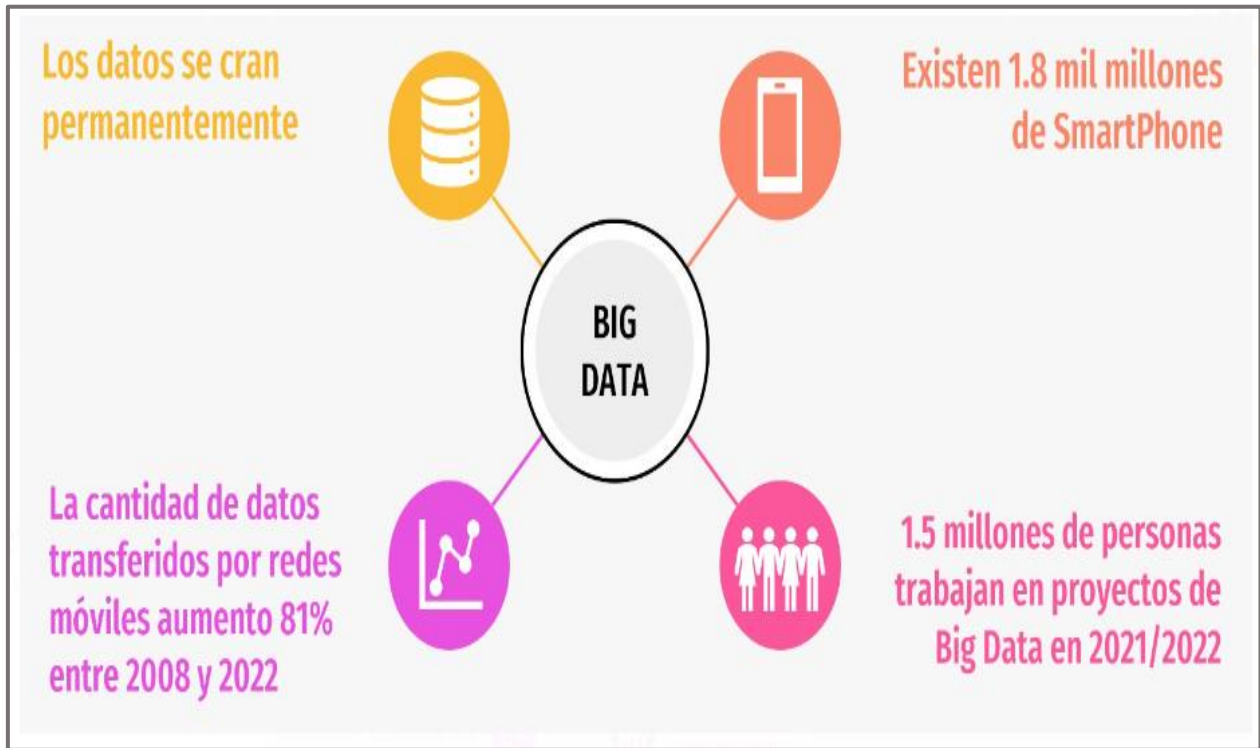 Los datos se cran
permanentemente
Existen 1.8 mil millones
de SmartPhone
BIG
DATA
La cantidad de datos
transferidos por redes
móviles aumento 81%
entre 2008 y 2022
1.5 millones de personas
trabajan en proyectos de
Big Data en 2021/2022